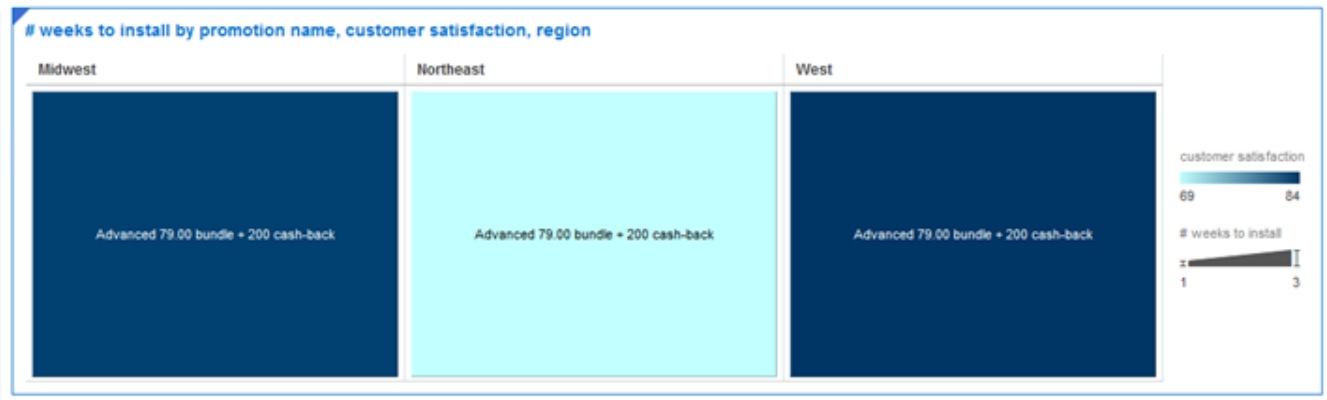 # weeks to install by promotion name, customer satisfaction, region
Midwest
Northeast
West
Advanced 79.00 bundle + 200 cash-back
Advanced 79.00 bundle + 200 cash-back
Advanced 79.00 bundle + 200 cash-back
customer satisfaction
69 84
# weeks to install
1 3